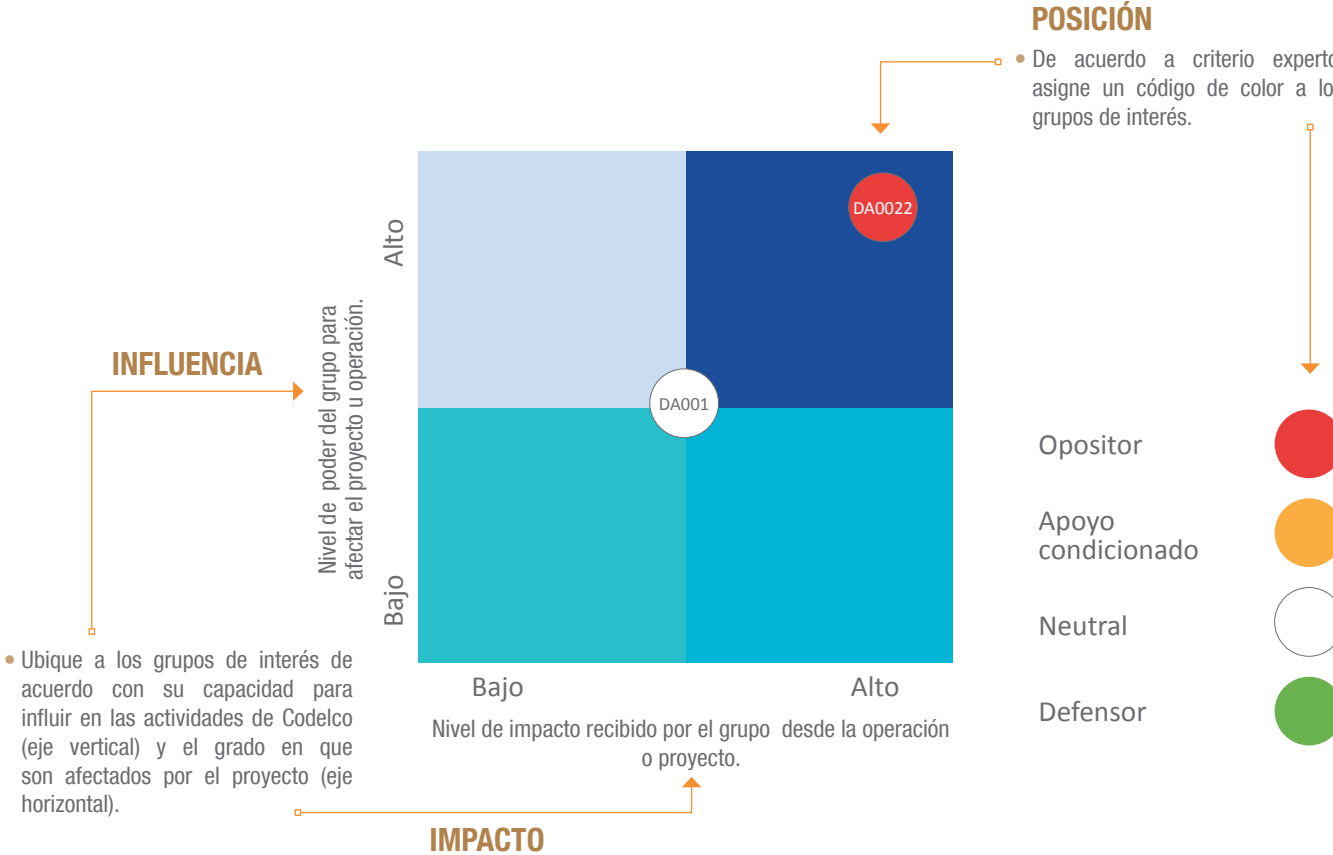 POSICIÓN
De acuerdo a criterio experto
asigne un código de color a lo
grupos de interés.
Alto
DA0022
INFLUENCIA
Nivel de poder del grupo para
afectar el proyecto u operación.
DA001
Bajo
Opositor
Apoyo
condicionado
Neutral
Defensor
Ubique a los grupos de interés de
acuerdo con su capacidad para
influir en las actividades de Codelco
(eje vertical) y el grado en que
son afectados por el proyecto (eje
horizontal).
Bajo
Alto
Nivel de impacto recibido por el grupo desde la operación
o proyecto.
IMPACTO